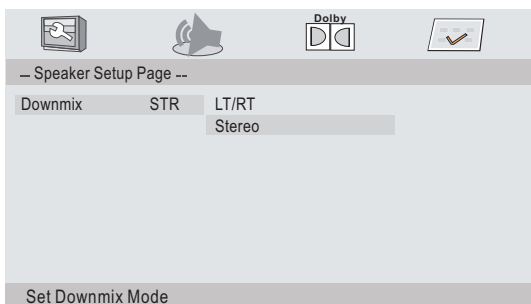 Dolby
– Speaker Setup Page --
Downmix STR LT/RT
Stereo
Set Downmix Mode